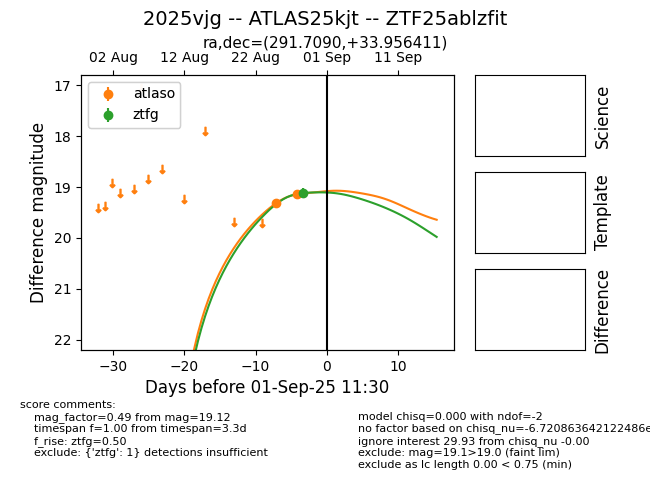 2025vjg -- ATLAS25kjt -- ZTF25ablzfit
ra,dec=(291.7090,+33.956411)
02 Aug 12 Aug 22 Aug 01 Sep 11 Sep
atlaso
ztfg
17
18
19
20
21
22
Difference magnitude
−30 −20 −10 0 10
Days before 01-Sep-25 11:30
Science
Template
Difference
score comments:
mag_factor=0.49 from mag=19.12
timespan f=1.00 from timespan=3.3d
f_rise: ztfg=0.50
exclude: {'ztfg': 1} detections insufficient
model chisq=0.000 with ndof=-2
no factor based on chisq_nu=-6.720863642122486e
ignore interest 29.93 from chisq_nu -0.00
exclude: mag=19.1>19.0 (faint lim)
exclude as lc length 0.00 < 0.75 (min)